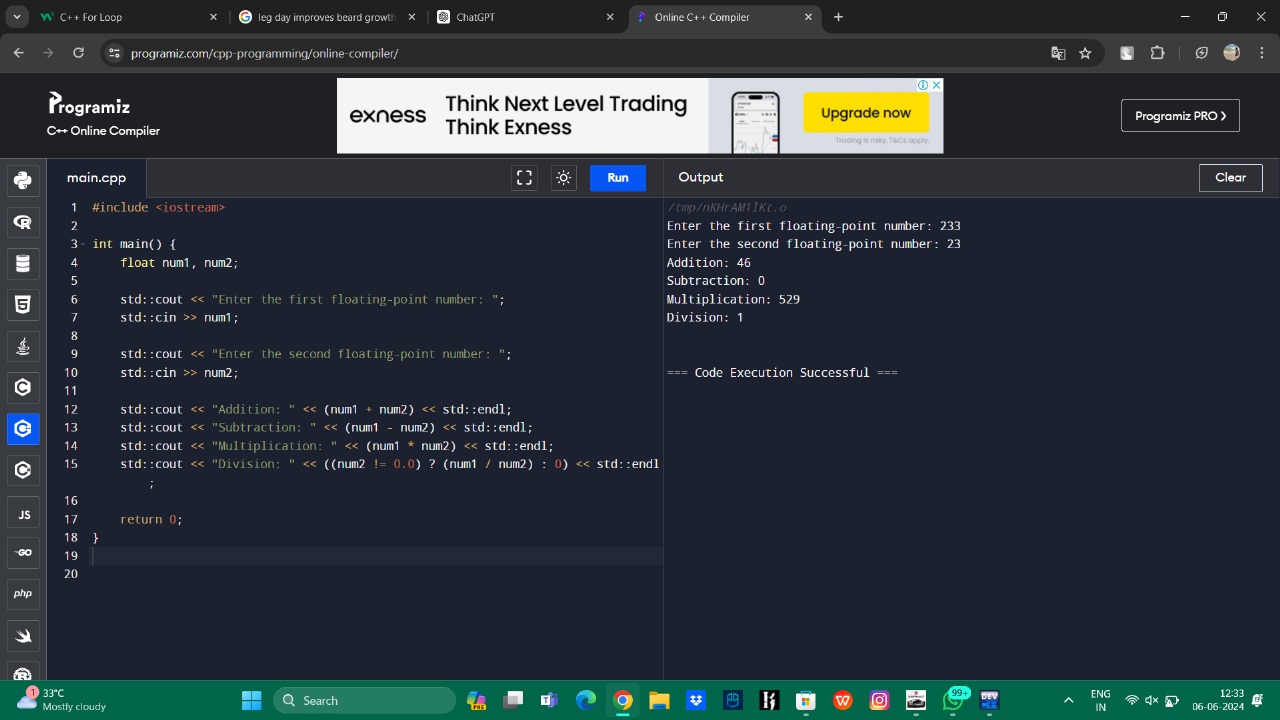 C++ For Loop
leg day improves beard growth
ChatGPT
Online C++ Compiler
programiz.com/cpp-programming/online-compiler/
Programiz
C++ Online Compiler
exness
Think Next Level Trading
Think Exness
Upgrade now
Trading is risky. T&Cs apply.
Programiz PRO
main.cpp
Run
Output
Clear
1 #include <iostream>
2
3 int main() {
4 float num1, num2;
5
6 std::cout << "Enter the first floating-point number: ";
7 std::cin >> num1;
8
9 std::cout << "Enter the second floating-point number: ";
10 std::cin >> num2;
11
12 std::cout << "Addition: " << (num1 + num2) << std::endl;
13 std::cout << "Subtraction: " << (num1 - num2) << std::endl;
14 std::cout << "Multiplication: " << (num1 * num2) << std::endl;
15 std::cout << "Division: " << ((num2 != 0.0) ? (num1 / num2) : 0) << std::endl
;
16
17 return 0;
18 }
19
20
/tmp/nKHrAM1lKt.o
Enter the first floating-point number: 233
Enter the second floating-point number: 23
Addition: 46
Subtraction: 0
Multiplication: 529
Division: 1
=== Code Execution Successful ===
JS
GO
php
1
33°C
Mostly cloudy
Search
PRE
99+
DEV
ENG
IN
12:33
06-06-2024